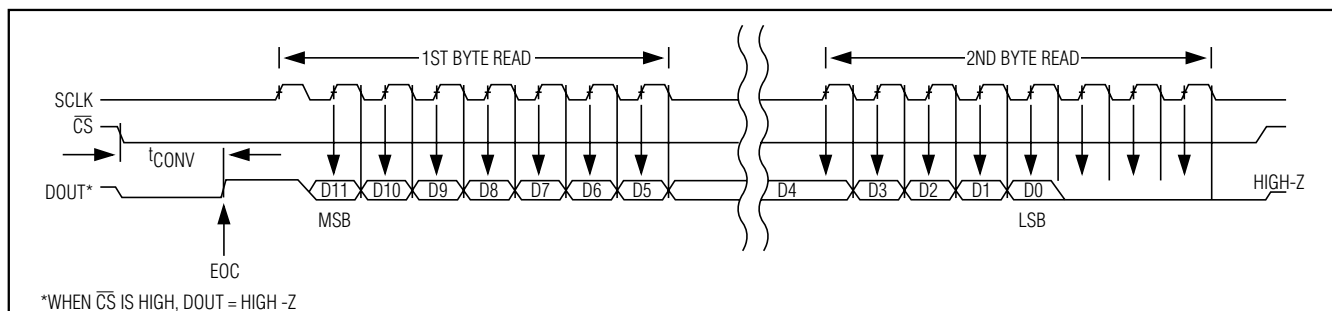 1ST BYTE READ
2ND BYTE READ
SCLK
CS
tCONV
DOUT*
D11 D10 D9 D8 D7 D6 D5 D4 D3 D2 D1 D0
HIGH-Z
MSB
LSB
EOC
*WHEN CS IS HIGH, DOUT = HIGH -Z